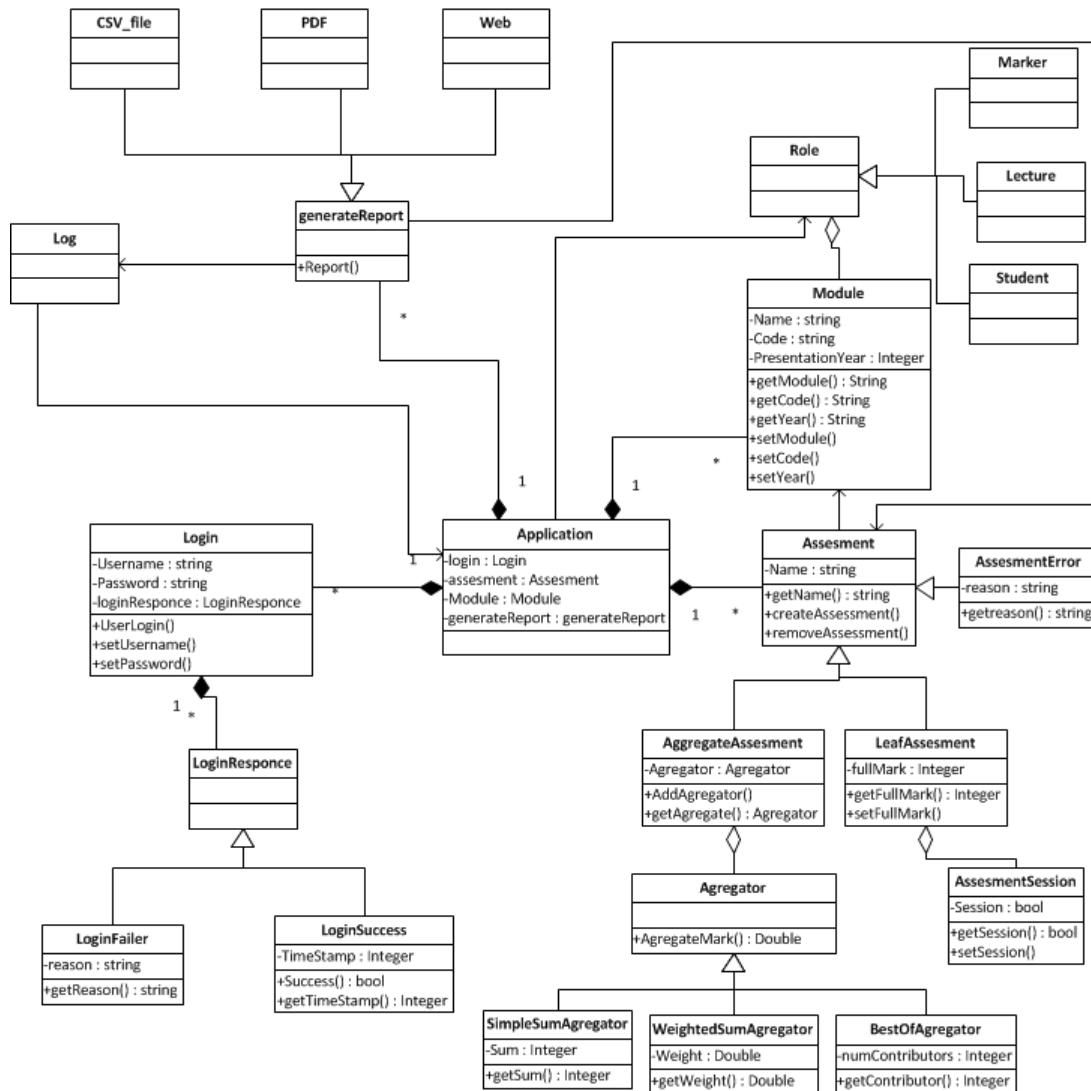 CSV_file
PDF
Web
Marker
Role
Lecture
generateReport
+Report()
Log
Student
*
Module
-Name : string
-Code : string
-PresentationYear : Integer
+getModule() : String
+getCode() : String
+getYear() : String
+setModule()
+setCode()
+setYear()
*
1
1
Login
-Username : string
-Password : string
-loginResponce : LoginResponce
+UserLogin()
+setUsername()
+setPassword()
1
*
Application
-login : Login
-assesment : Assesment
-Module : Module
-generateReport : generateReport
1
*
Assesment
-Name : string
+getName() : string
+createAssessment()
+removeAssessment()
AssesmentError
-reason : string
+getreason() : string
1
*
LoginResponce
AggregateAssesment
-Agregator : Agregator
+AddAgregator()
+getAgregate() : Agregator
LeafAssesment
-fullMark : Integer
+getFullMark() : Integer
+setFullMark()
Agregator
+AgregateMark() : Double
AssesmentSession
-Session : bool
+getSession() : bool
+setSession()
LoginFailer
-reason : string
+getReason() : string
LoginSuccess
-TimeStamp : Integer
+Success() : bool
+getTimeStamp() : Integer
SimpleSumAgregator
-Sum : Integer
+getSum() : Integer
WeightedSumAgregator
-Weight : Double
+getWeight() : Double
BestOfAgregator
-numContributors : Integer
+getContributor() : Integer